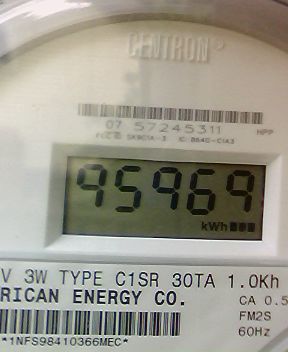 CENTRON®
07 57245311
HPP
95969
kWh
V 3W TYPE C1SR 30TA 1.0Kh
RICAN ENERGY CO.
CA 0.5
FM2S
60Hz
*1NFS98410366MEC*